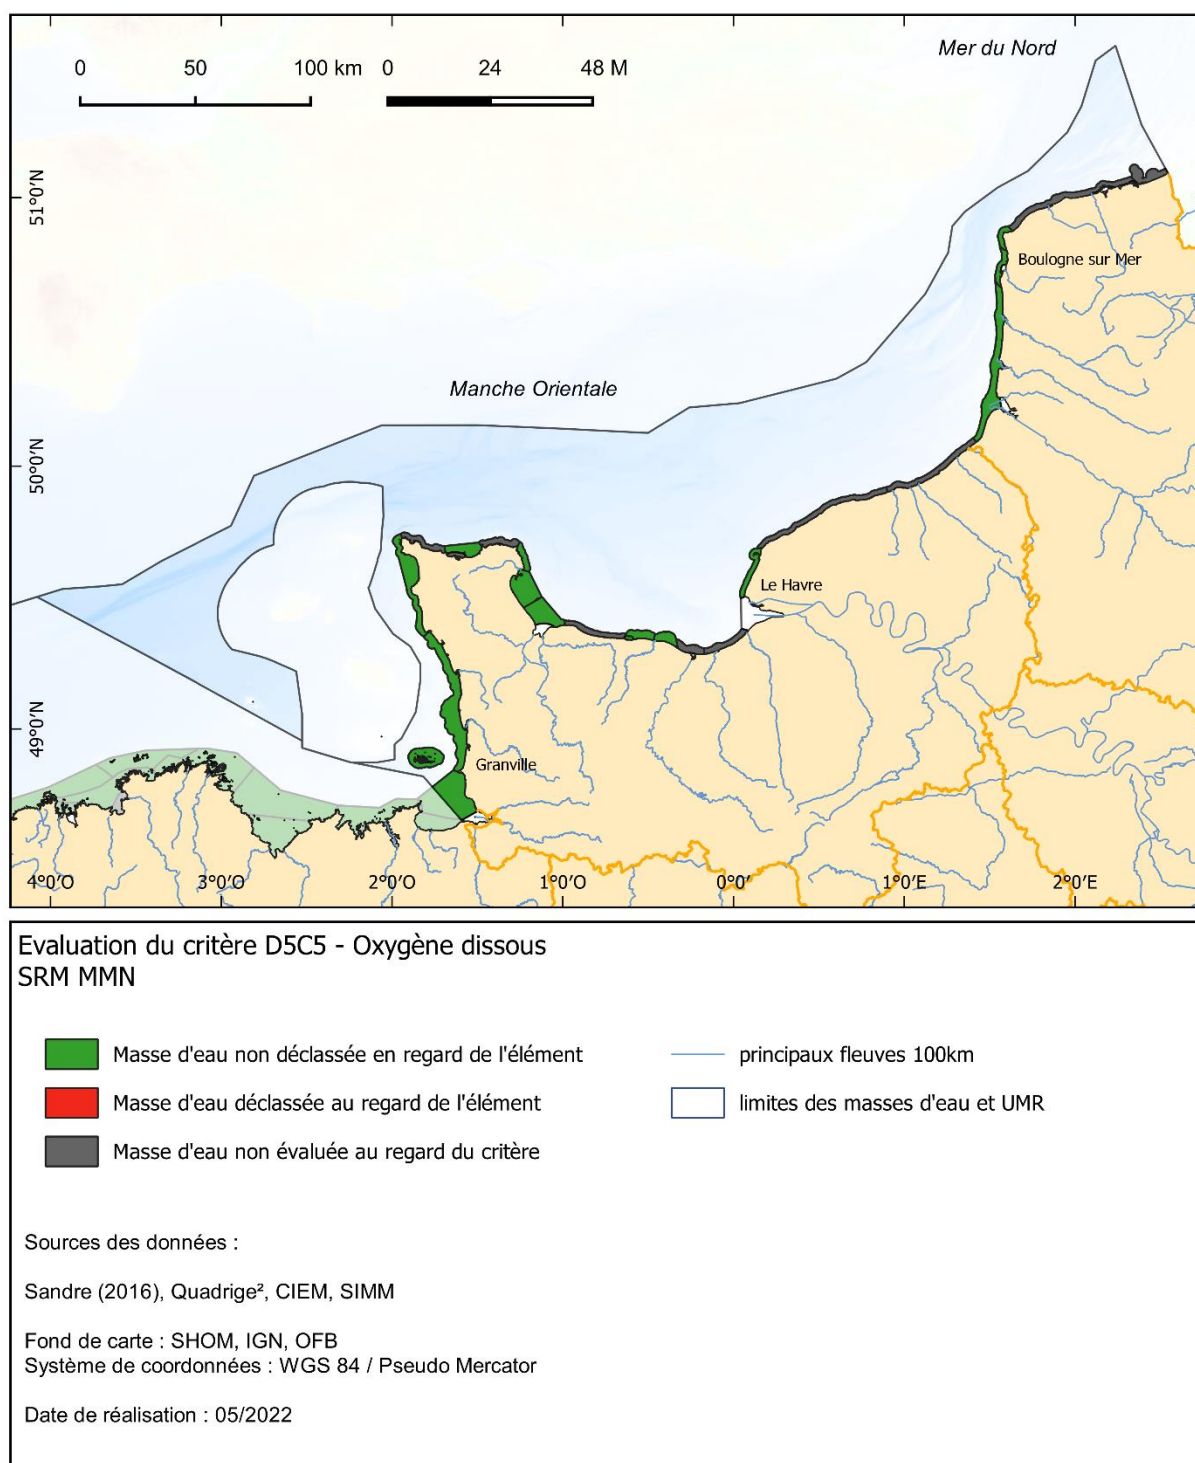 Mer du Nord
0 50 100 km 0 24 48 M
51°0'N
Boulogne sur Mer
Manche Orientale
50°0'N
Le Havre
49°0'N
Granville
4°0'O 3°0'O 2°0'O 1°0'O 0°0' 1°0'E 2°0'E
Evaluation du critère D5C5 - Oxygène dissous
SRM MMN
Masse d'eau non déclassée en regard de l'élément
principaux fleuves 100km
Masse d'eau déclassée au regard de l'élément
limites des masses d'eau et UMR
Masse d'eau non évaluée au regard du critère
Sources des données :
Sandre (2016), Quadrige², CIEM, SIMM
Fond de carte : SHOM, IGN, OFB
Système de coordonnées : WGS 84 / Pseudo Mercator
Date de réalisation : 05/2022